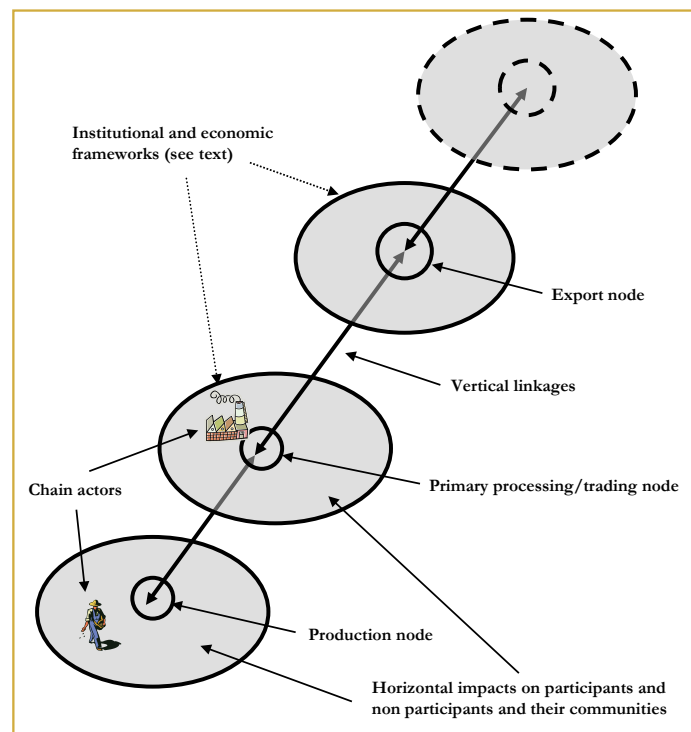 Institutional and economic
frameworks (see text)
Export node
Vertical linkages
Primary processing/trading node
Chain actors
Production node
Horizontal impacts on participants and
non participants and their communities